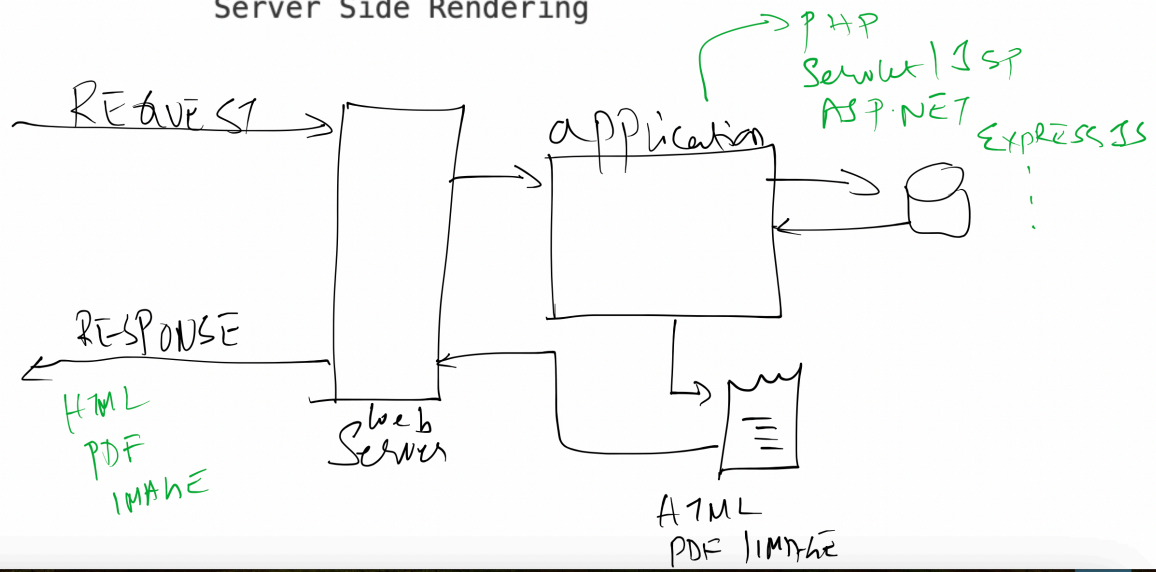 Server Side Rendering
PHP
Servlet / JSP
ASP.NET
EXPRESS JS
REQUEST
application
RESPONSE
HTML
PDF
IMAGE
Web
Server
HTML
PDF / IMAGE